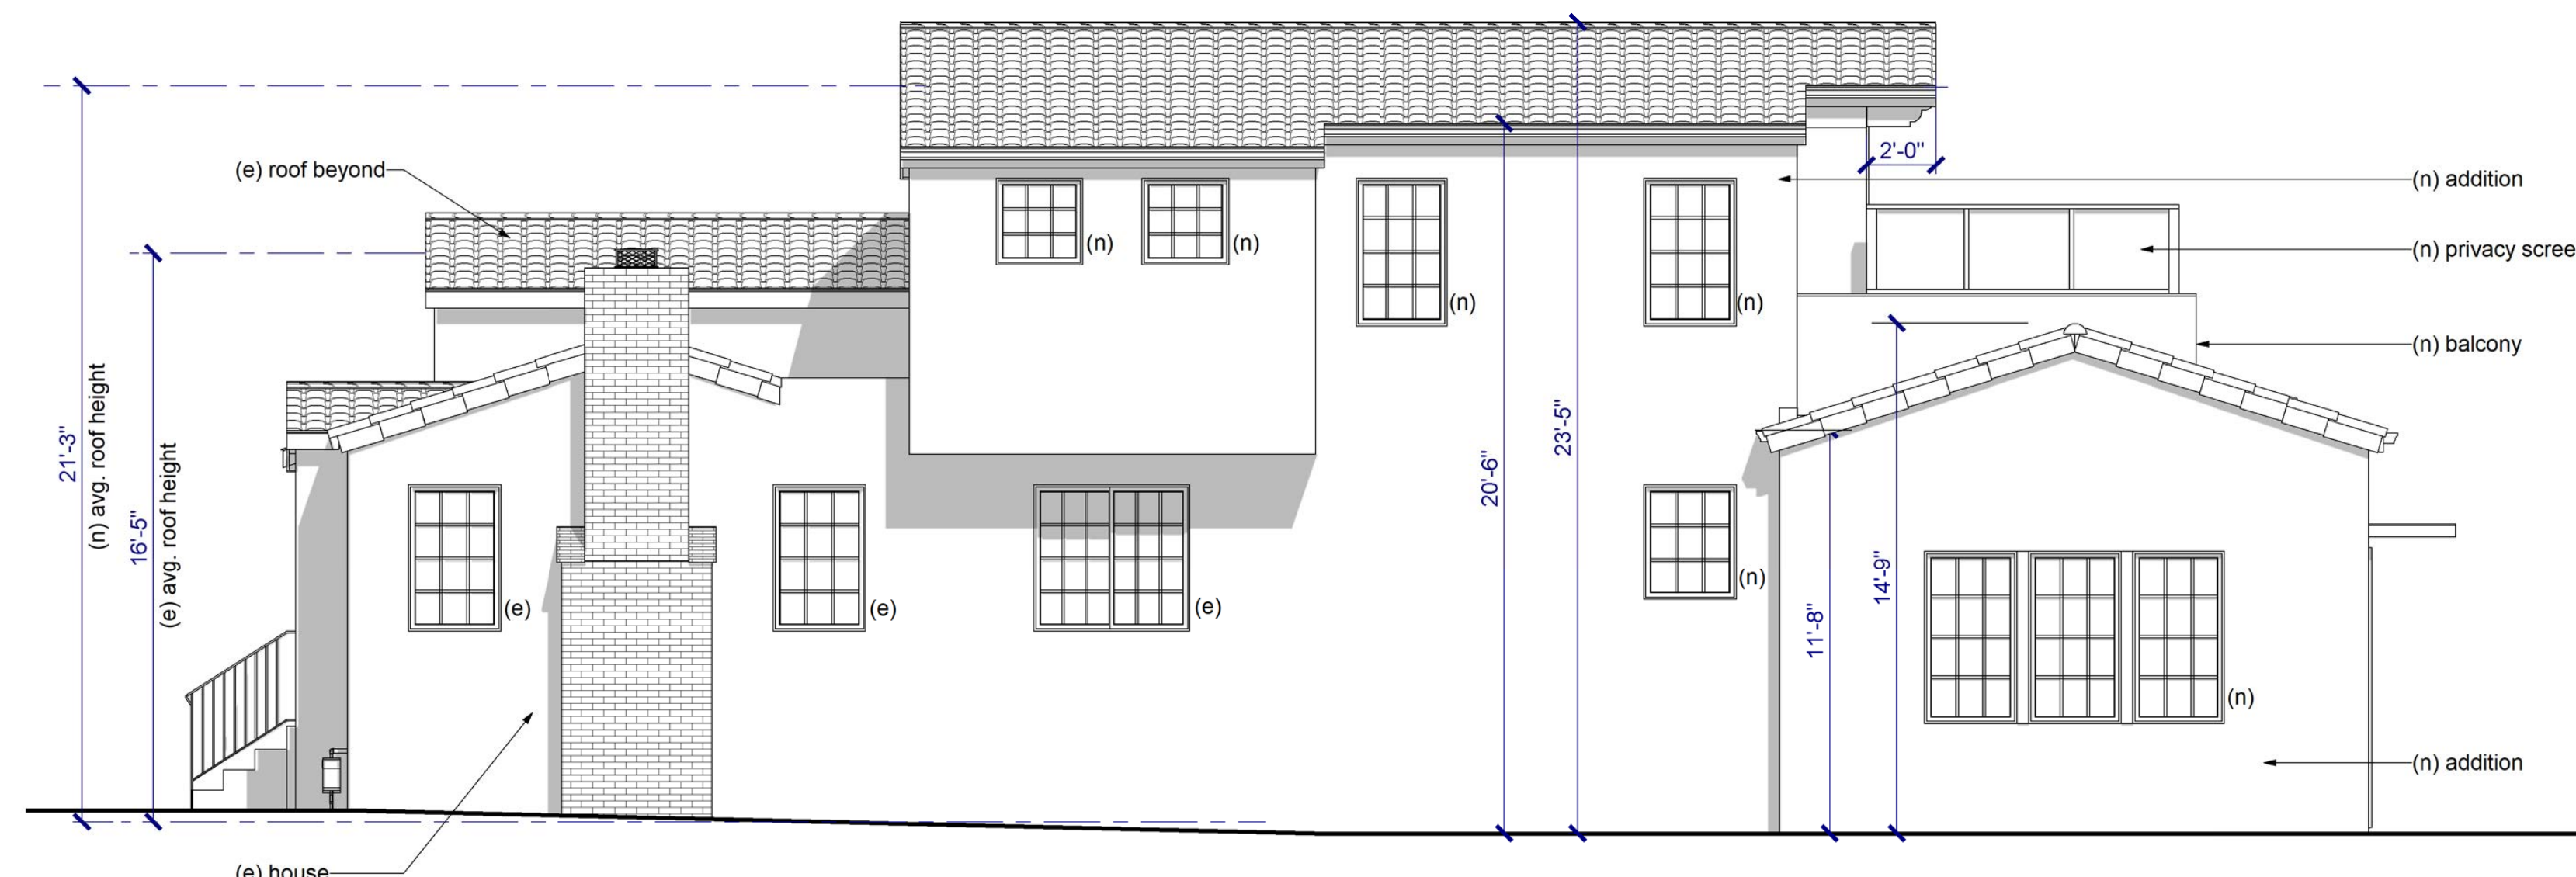 (e) roof beyond
2'-0"
(n) addition
(n) (n)
(n) privacy scree
(n) (n)
(n) balcony
21'-3"
(n) avg. roof height
16'-5"
(e) avg. roof height
20'-6"
23'-5"
(n)
11'-8"
14'-9"
(e) (e) (e)
(n)
(n) addition
(e) house